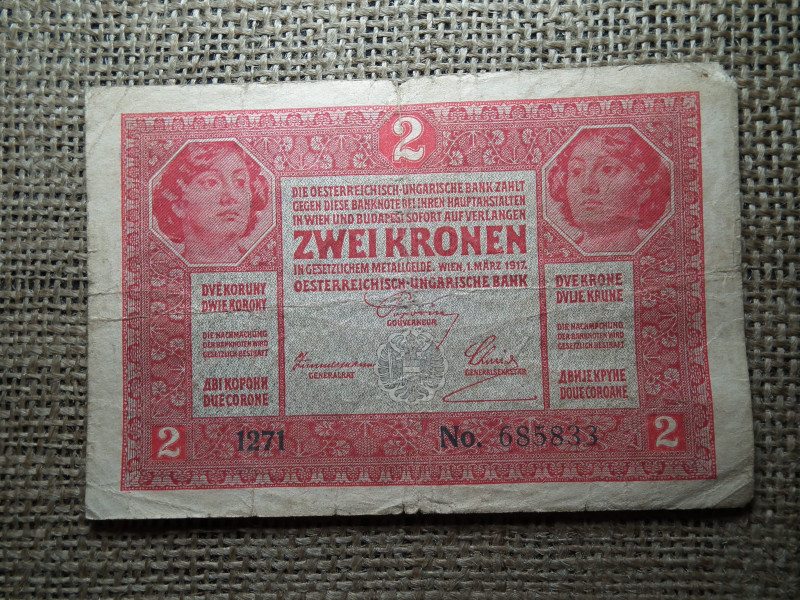 2
DIE OESTERREICHISCH-UNGARISCHE BANK ZAHLT
GEGEN DIESE BANKNOTE BEI IHREN HAUPTANSTALTEN
IN WIEN UND BUDAPEST SOFORT AUF VERLANGEN
ZWEI KRONEN
IN GESETZLICHEM METALLGELDE. WIEN, 1. MÄRZ 1917.
OESTERREICHISCH-UNGARISCHE BANK
GOUVERNEUR
GENERALRAT
GENERALSEKRETÄR
DVĚ KORUNY
DWIE KORONY
DIE NACHMACHUNG
DER BANKNOTEN WIRD
GESETZLICH BESTRAFT
ДВІ КОРОНИ
DUE CORONE
DVE KRONE
DVIJE KRUNE
DIE NACHMACHUNG
DER BANKNOTEN WIRD
GESETZLICH BESTRAFT
ДВИЈЕ КРУНЕ
DOUE COROANE
2
1271
No. 685833
2